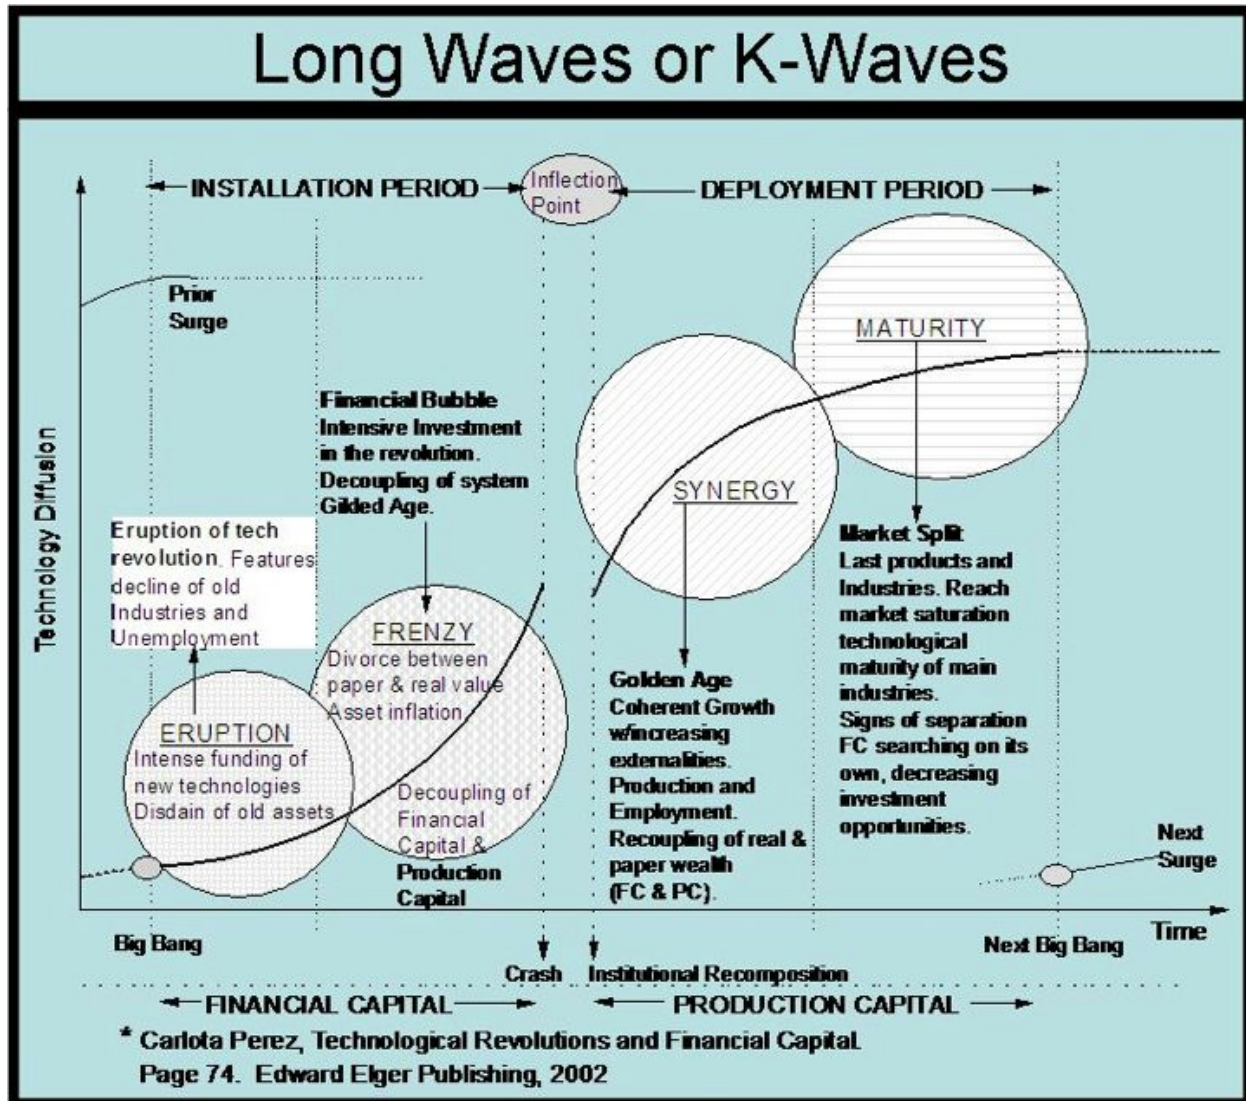 Long Waves or K-Waves
INSTALLATION PERIOD
Inflection
Point
DEPLOYMENT PERIOD
Prior
Surge
MATURITY
Financial Bubble
Intensive Investment
in the revolution.
Decoupling of system
Gilded Age.
SYNERGY
Technology Diffusion
Eruption of tech
revolution. Features
decline of old
Industries and
Unemployment
Market Split
Last products and
Industries. Reach
market saturation
technological
maturity of main
industries.
Signs of separation
FC searching on its
own, decreasing
investment
opportunities.
FRENZY
Divorce between
paper & real value
Asset inflation
Decoupling of
Financial
Capital &
Production
Capital
Golden Age
Coherent Growth
w/increasing
externalities.
Production and
Employment.
Recoupling of real &
paper wealth
(FC & PC).
ERUPTION
Intense funding of
new technologies
Disdain of old assets
Next
Surge
Big Bang
Next Big Bang
Time
Crash
Institutional Recomposition
FINANCIAL CAPITAL
PRODUCTION CAPITAL
* Carlota Perez, Technological Revolutions and Financial Capital.
Page 74. Edward Elger Publishing, 2002